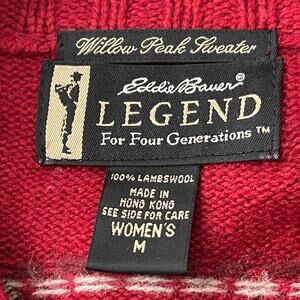 Willow Peak Sweater
Eddie Bauer®
LEGEND
For Four Generations™
100% LAMBSWOOL
MADE IN
HONG KONG
SEE SIDE FOR CARE
WOMEN'S
M